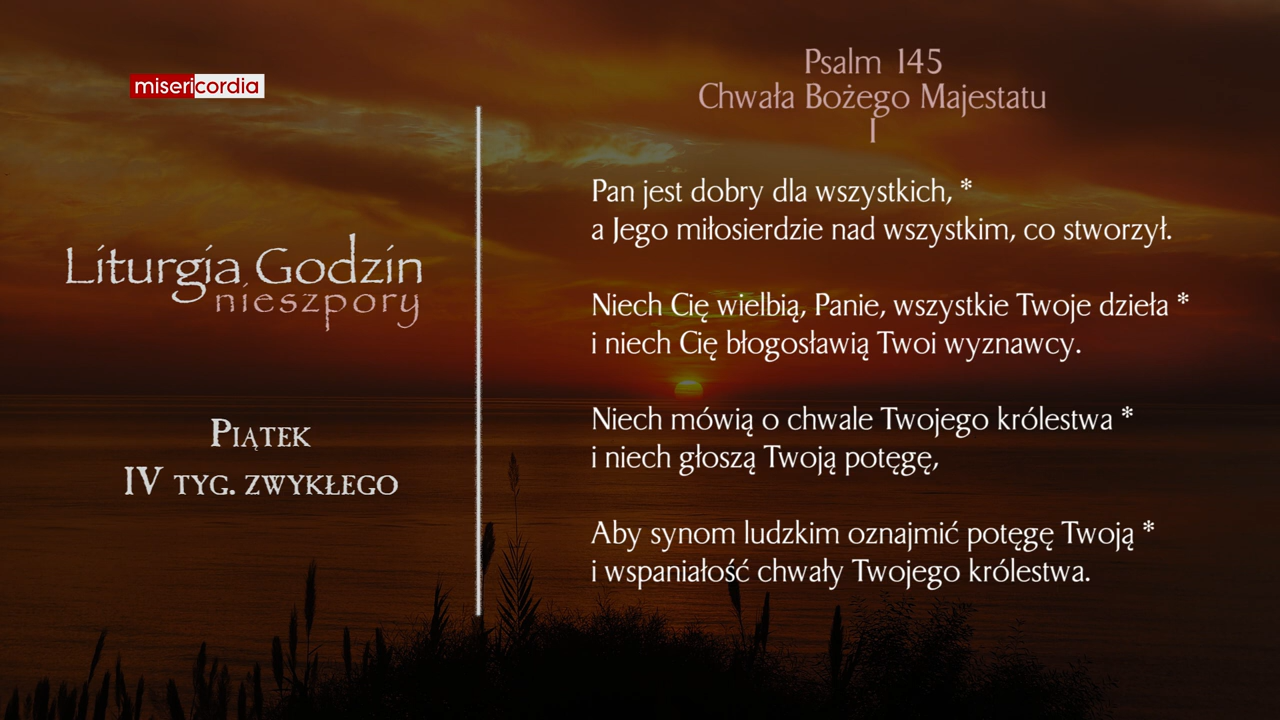 misericordia
Liturgia Godzin
nieszpory
Piątek
IV tyg. zwykłego
Psalm 145
Chwała Bożego Majestatu
I
Pan jest dobry dla wszystkich, *
a Jego miłosierdzie nad wszystkim, co stworzył.
Niech Cię wielbią, Panie, wszystkie Twoje dzieła *
i niech Cię błogosławią Twoi wyznawcy.
Niech mówią o chwale Twojego królestwa *
i niech głoszą Twoją potęgę,
Aby synom ludzkim oznajmić potęgę Twoją *
i wspaniałość chwały Twojego królestwa.